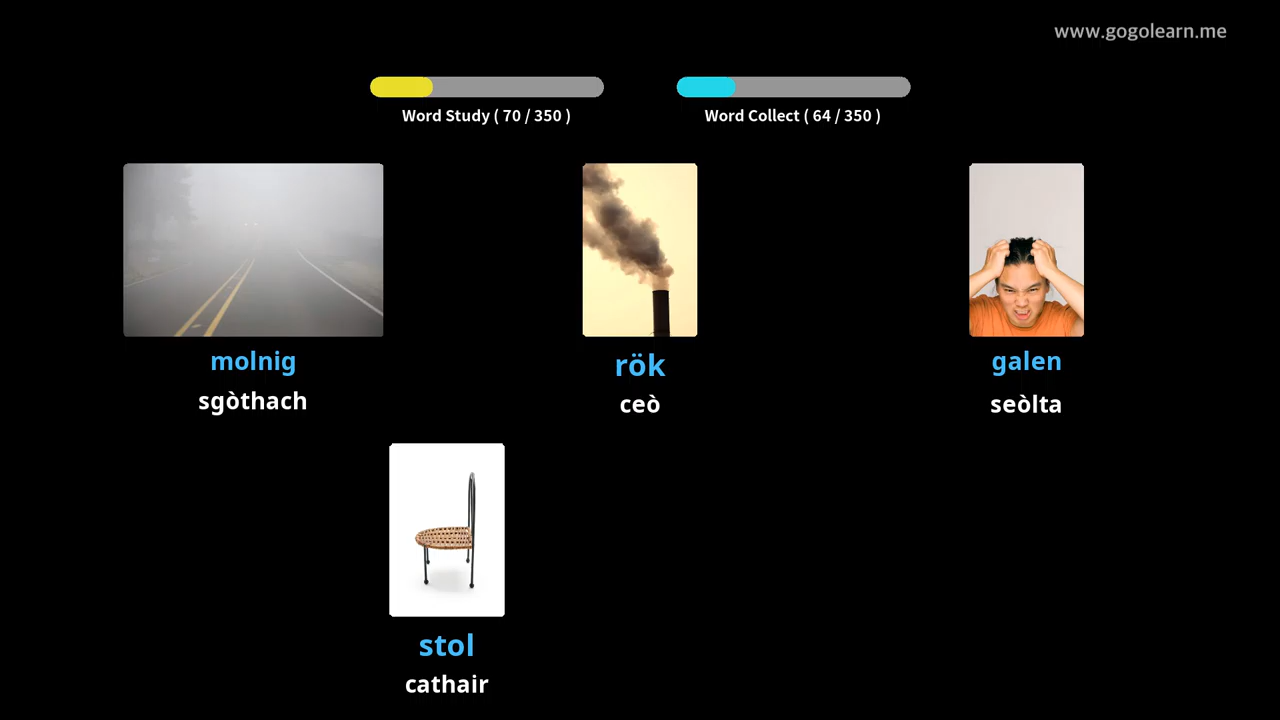 www.gogolearn.me
Word Study ( 70 / 350 )
Word Collect ( 64 / 350 )
molnig
sgòthach
rök
ceò
galen
seòlta
stol
cathair